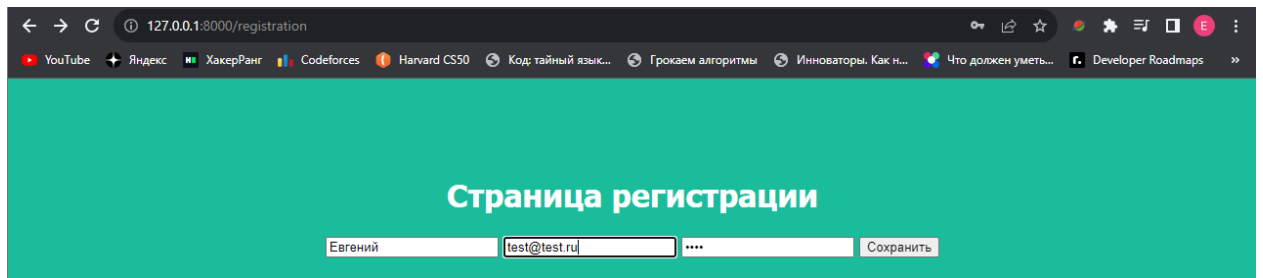 127.0.0.1:8000/registration
E
YouTube Яндекс ХакерРанг Codeforces Harvard CS50 Код: тайный язык... Грокаем алгоритмы Инноваторы. Как н... Что должен уметь... Developer Roadmaps »
Страница регистрации
Евгений test@test.ru •••• Сохранить